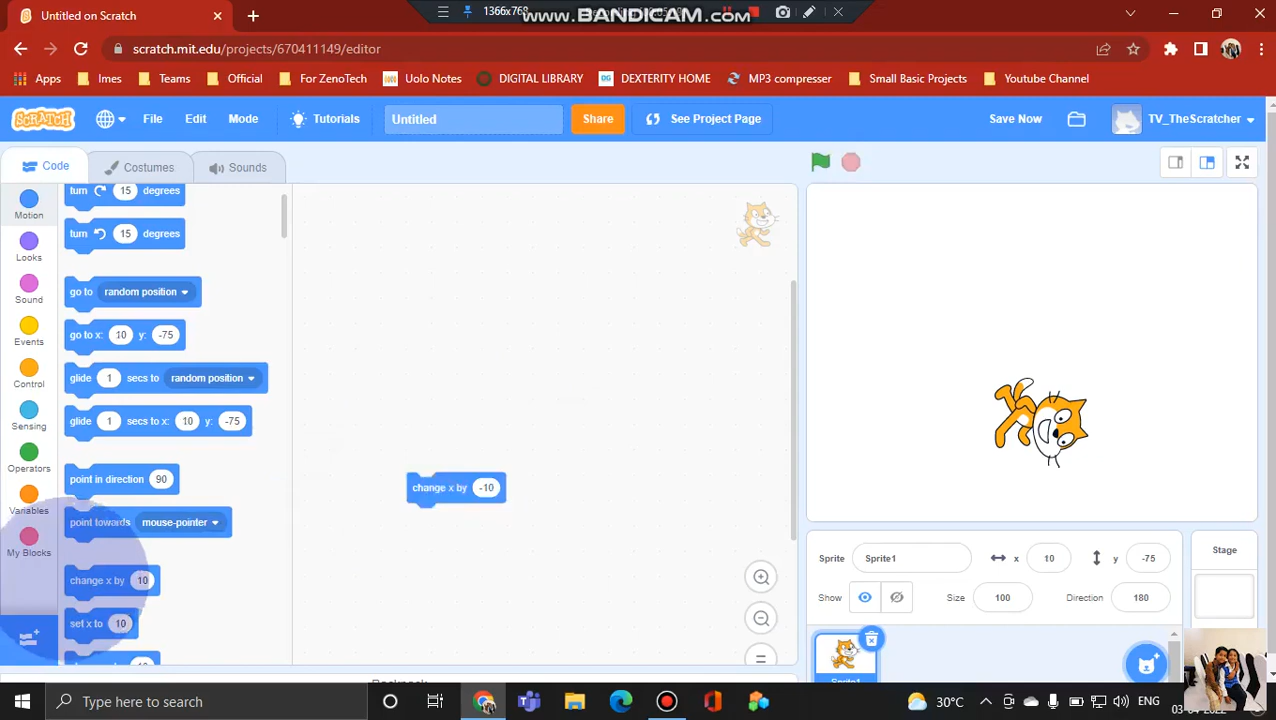 Untitled on Scratch
1366x768
www.BANDICAM.com
scratch.mit.edu/projects/670411149/editor
Apps Imes Teams Official For ZenoTech Uolo Notes DIGITAL LIBRARY DEXTERITY HOME MP3 compresser Small Basic Projects Youtube Channel
SCRATCH File Edit Mode Tutorials Untitled Share See Project Page Save Now TV_TheScratcher
Code Costumes Sounds
Motion
Looks
Sound
Events
Control
Sensing
Operators
Variables
My Blocks
turn 15 degrees
turn 15 degrees
go to random position
go to x: 10 y: -75
glide 1 secs to random position
glide 1 secs to x: 10 y: -75
point in direction 90
point towards mouse-pointer
change x by 10
set x to 10
change x by -10
Sprite Sprite1 x 10 y -75
Show Size 100 Direction 180
Stage
Sprite1
Type here to search
30°C
ENG